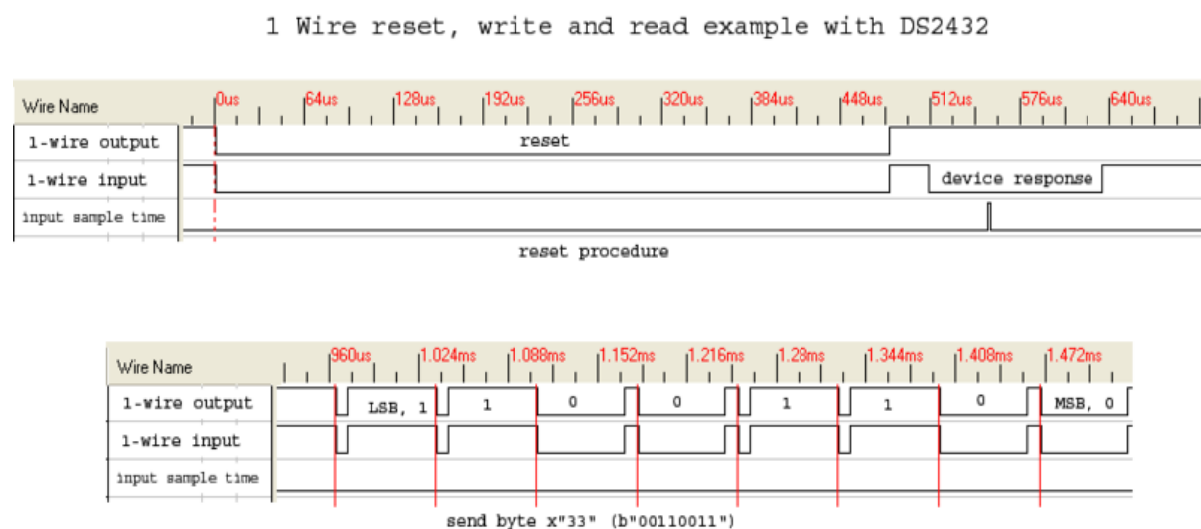 1 Wire reset, write and read example with DS2432
Wire Name 0us 64us 128us 192us 256us 320us 384us 448us 512us 576us 640us
1-wire output reset
1-wire input device response
input sample time
reset procedure
Wire Name 960us 1.024ms 1.088ms 1.152ms 1.216ms 1.28ms 1.344ms 1.408ms 1.472ms
1-wire output LSB, 1 1 0 0 1 1 0 MSB, 0
1-wire input
input sample time
send byte x"33" (b"00110011")